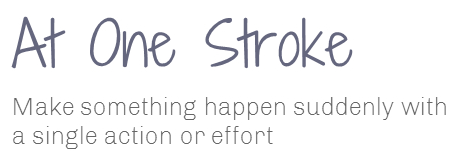 At One Stroke
Make something happen suddenly with
a single action or effort